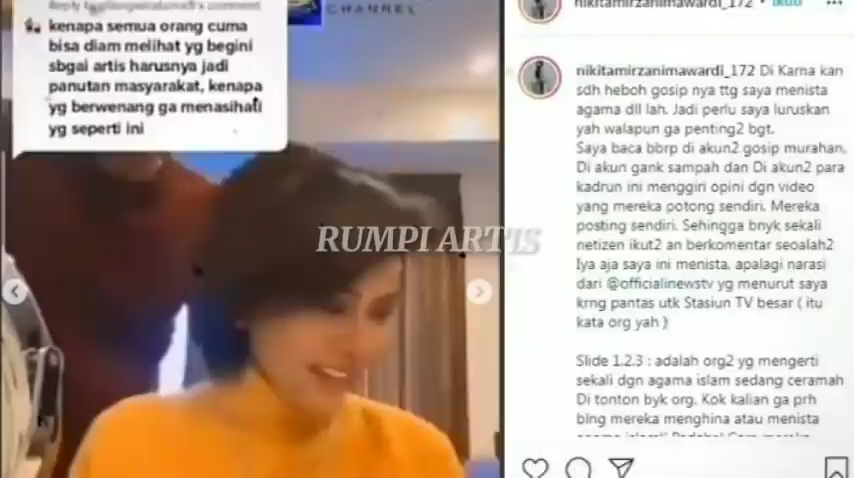 CHANNEL
kenapa semua orang cuma
bisa diam melihat yg begini
sbgai artis harusnya jadi
panutan masyarakat, kenapa
yg berwenang ga menasihati
yg seperti ini
RUMPI ARTIS
nikitamirzanimawardi_172 • Ikuti
nikitamirzanimawardi_172 Di Karna kan
sdh heboh gosip nya ttg saya menista
agama dll lah. Jadi perlu saya luruskan
yah walapun ga penting2 bgt.
Saya baca bbrp di akun2 gosip murahan,
Di akun gank sampah dan Di akun2 para
kadrun ini menggiri opini dgn video
yang mereka potong sendiri. Mereka
posting sendiri. Sehingga bnyk sekali
netizen ikut2 an berkomentar seoalah2
Iya aja saya ini menista, apalagi narasi
dari @officialinewstv yg menurut saya
krng pantas utk Stasiun TV besar ( itu
kata org yah )
Slide 1.2.3 : adalah org2 yg mengerti
sekali dgn agama islam sedang ceramah
Di tonton byk org. Kok kalian ga prh
blng mereka menghina atau menista